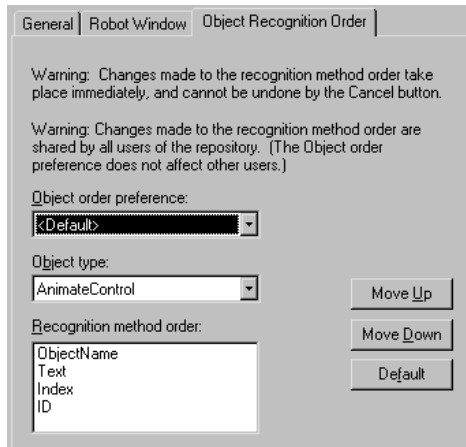 General Robot Window Object Recognition Order
Warning: Changes made to the recognition method order take
place immediately, and cannot be undone by the Cancel button.
Warning: Changes made to the recognition method order are
shared by all users of the repository. (The Object order
preference does not affect other users.)
Object order preference:
<Default>
Object type:
AnimateControl
Move Up
Recognition method order:
Move Down
ObjectName
Text
Index
ID
Default